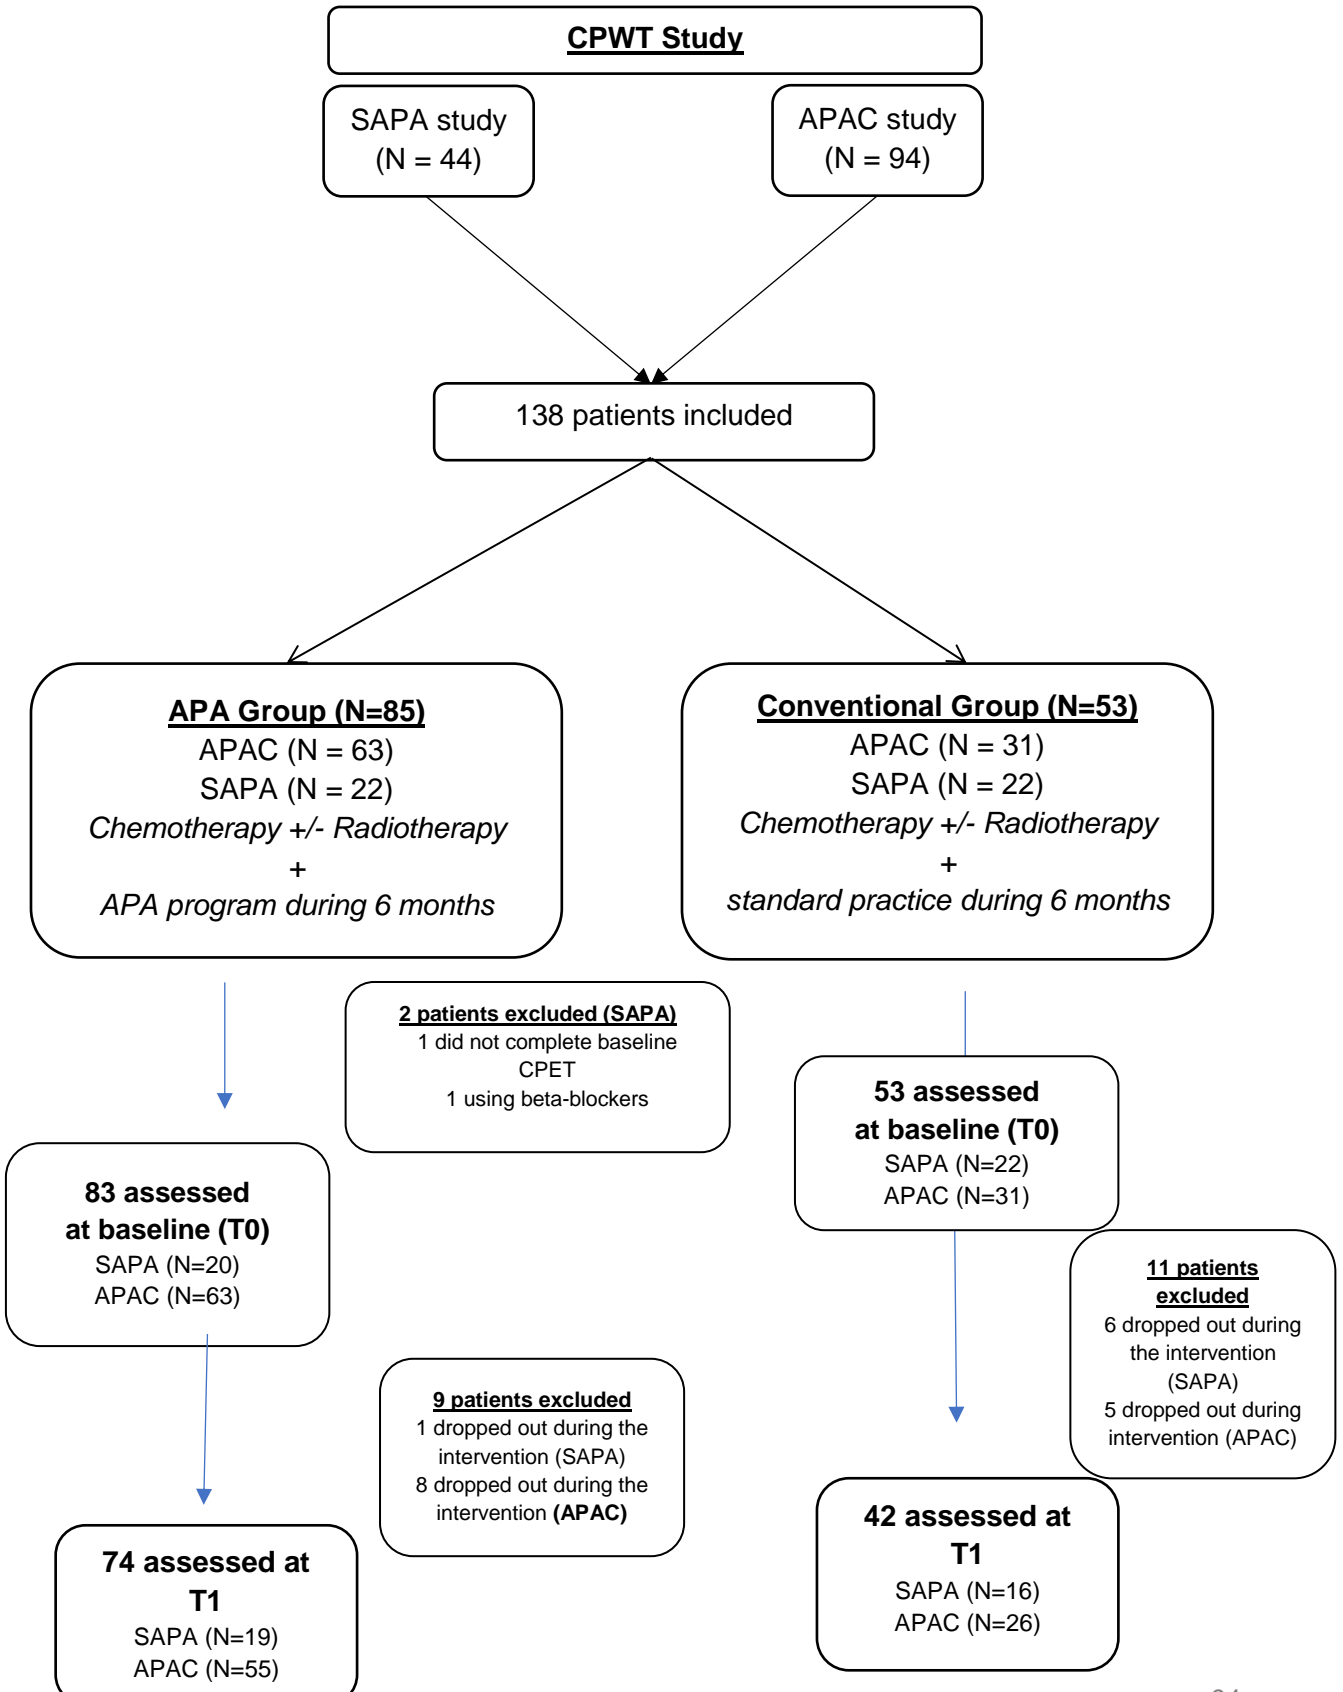 CPWT Study
SAPA study
(N = 44)
APAC study
(N = 94)
138 patients included
APA Group (N=85)
APAC (N = 63)
SAPA (N = 22)
Chemotherapy +/- Radiotherapy
+
APA program during 6 months
Conventional Group (N=53)
APAC (N = 31)
SAPA (N = 22)
Chemotherapy +/- Radiotherapy
+
standard practice during 6 months
2 patients excluded (SAPA)
1 did not complete baseline
CPET
1 using beta-blockers
53 assessed
at baseline (T0)
SAPA (N=22)
APAC (N=31)
83 assessed
at baseline (T0)
SAPA (N=20)
APAC (N=63)
11 patients
excluded
6 dropped out during
the intervention
(SAPA)
5 dropped out during
intervention (APAC)
9 patients excluded
1 dropped out during the
intervention (SAPA)
8 dropped out during the
intervention (APAC)
42 assessed at
T1
SAPA (N=16)
APAC (N=26)
74 assessed at
T1
SAPA (N=19)
APAC (N=55)